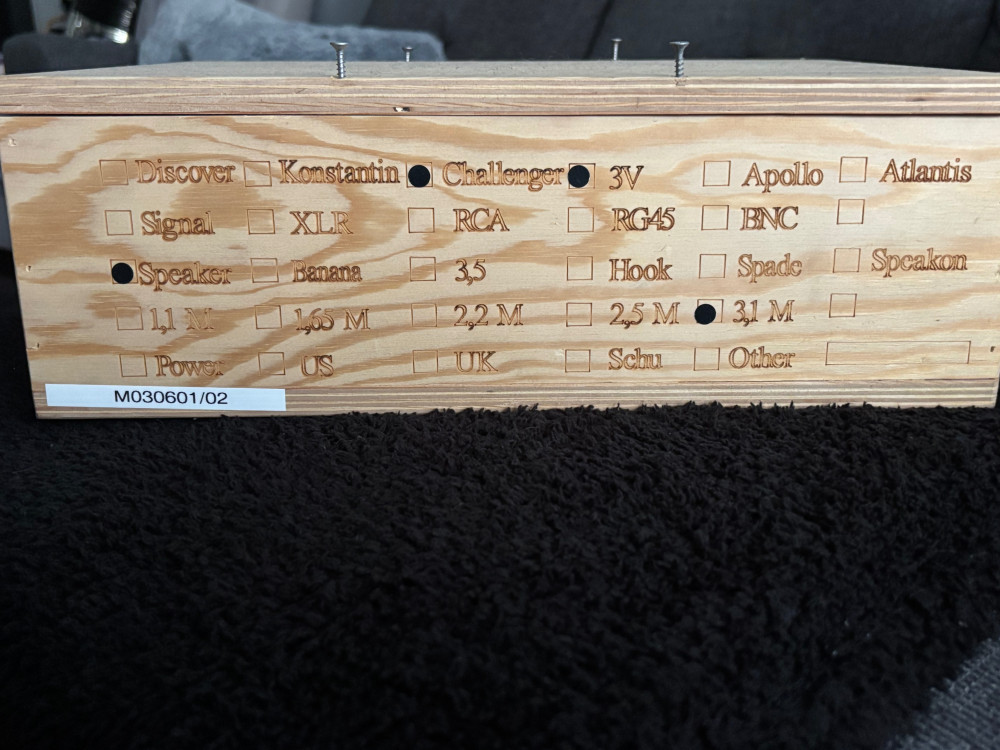 Discover Konstantin Challenger 3V Apollo Atlantis
Signal XLR RCA RG45 BNC
Speaker Banana 3,5 Hook Spade Speakon
1,1 M 1,65 M 2,2 M 2,5 M 3,1 M
Power US UK Schu Other
M030601/02